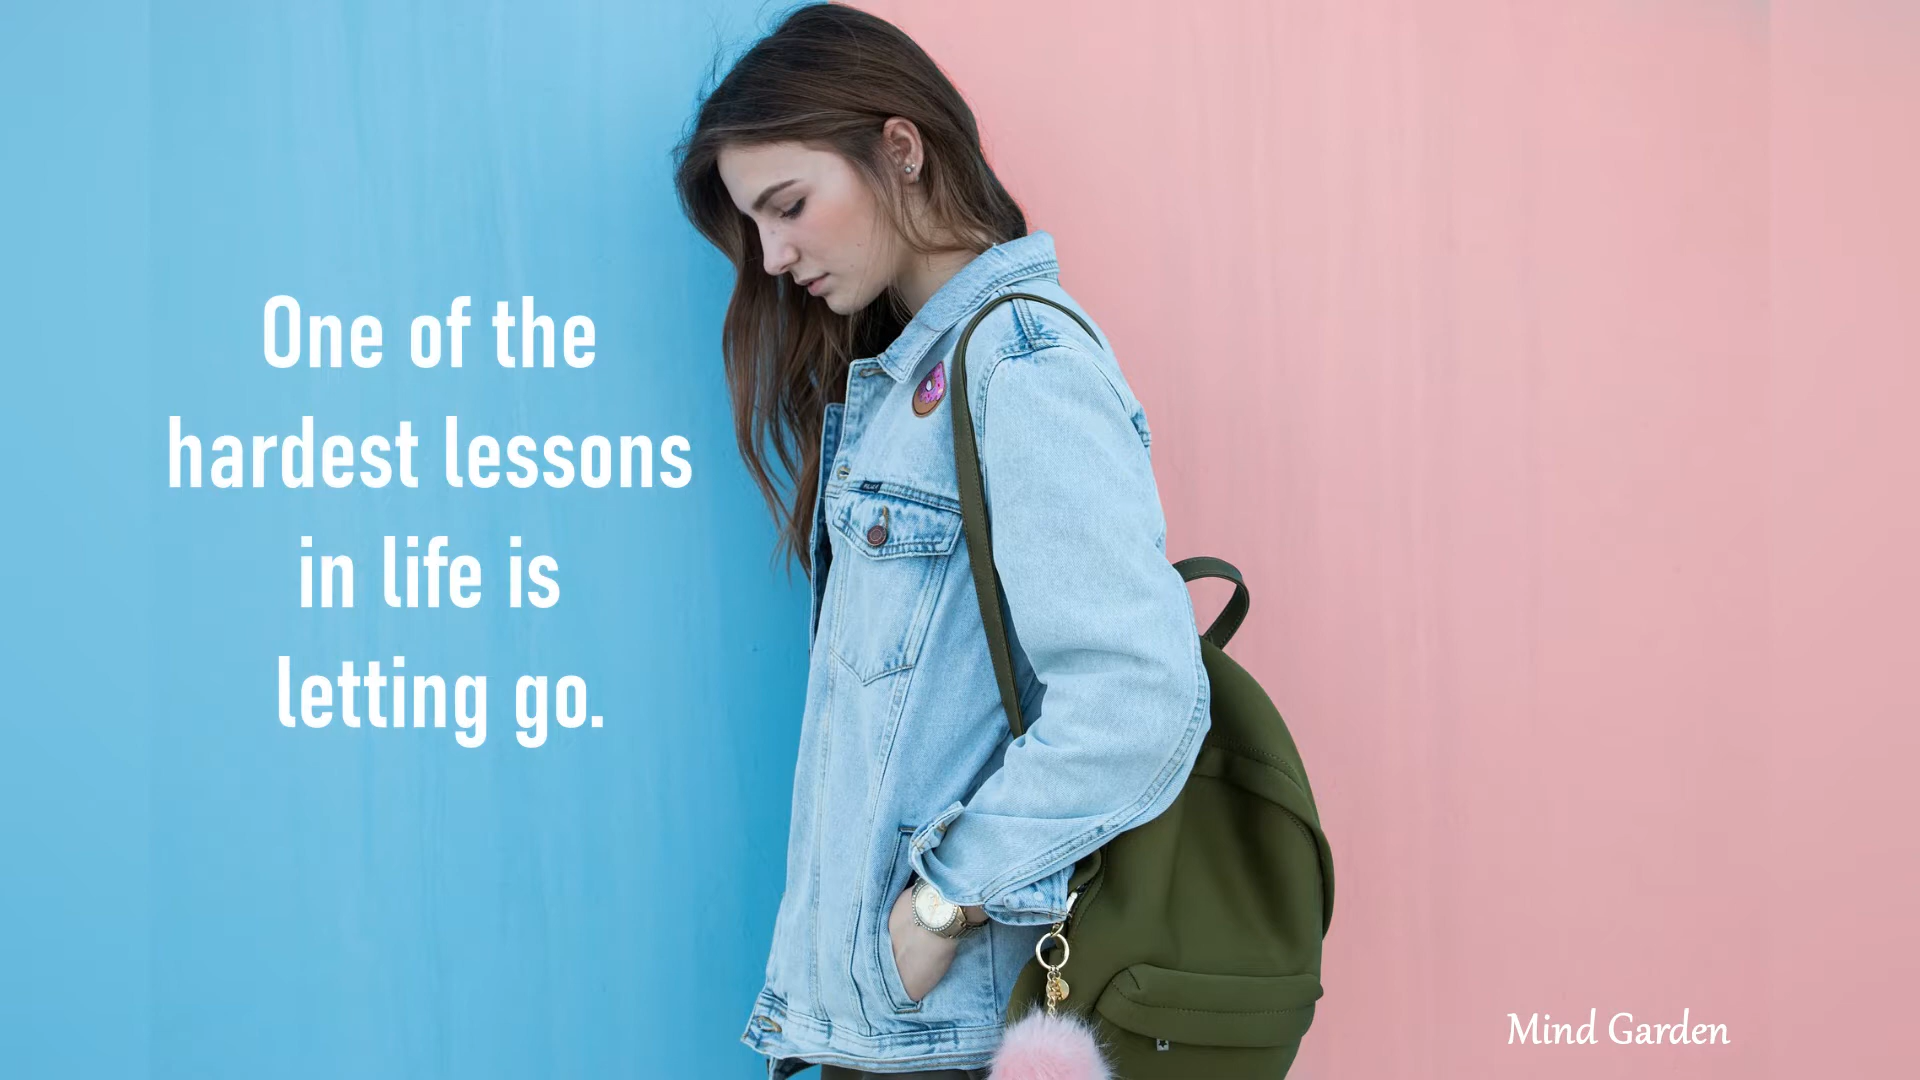 One of the
hardest lessons
in life is
letting go.
Mind Garden